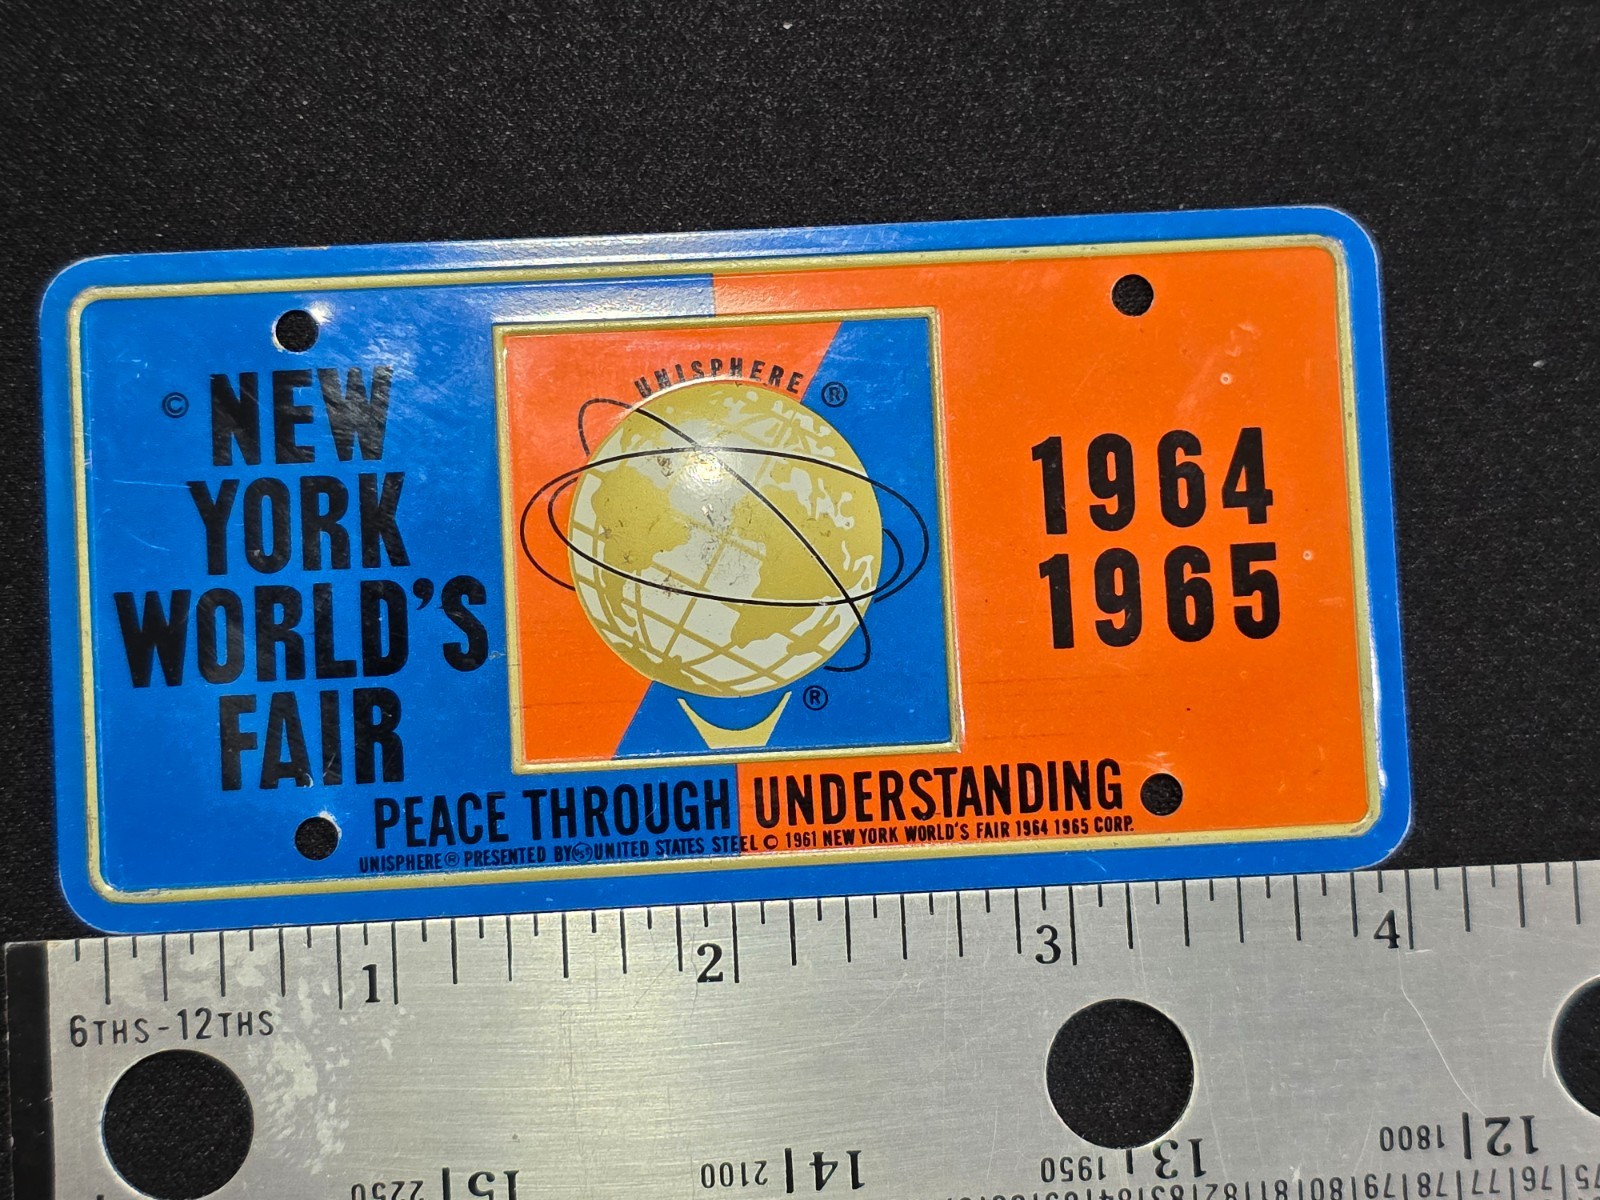 UNISPHERE ®
© NEW
YORK
WORLD'S
FAIR
®
1964
1965
PEACE THROUGH UNDERSTANDING
UNISPHERE ® PRESENTED BY USS UNITED STATES STEEL © 1961 NEW YORK WORLD'S FAIR 1964 1965 CORP.
1 2 3 4
6THS-12THS
15 14 13 12
2250 2100 1950 1800